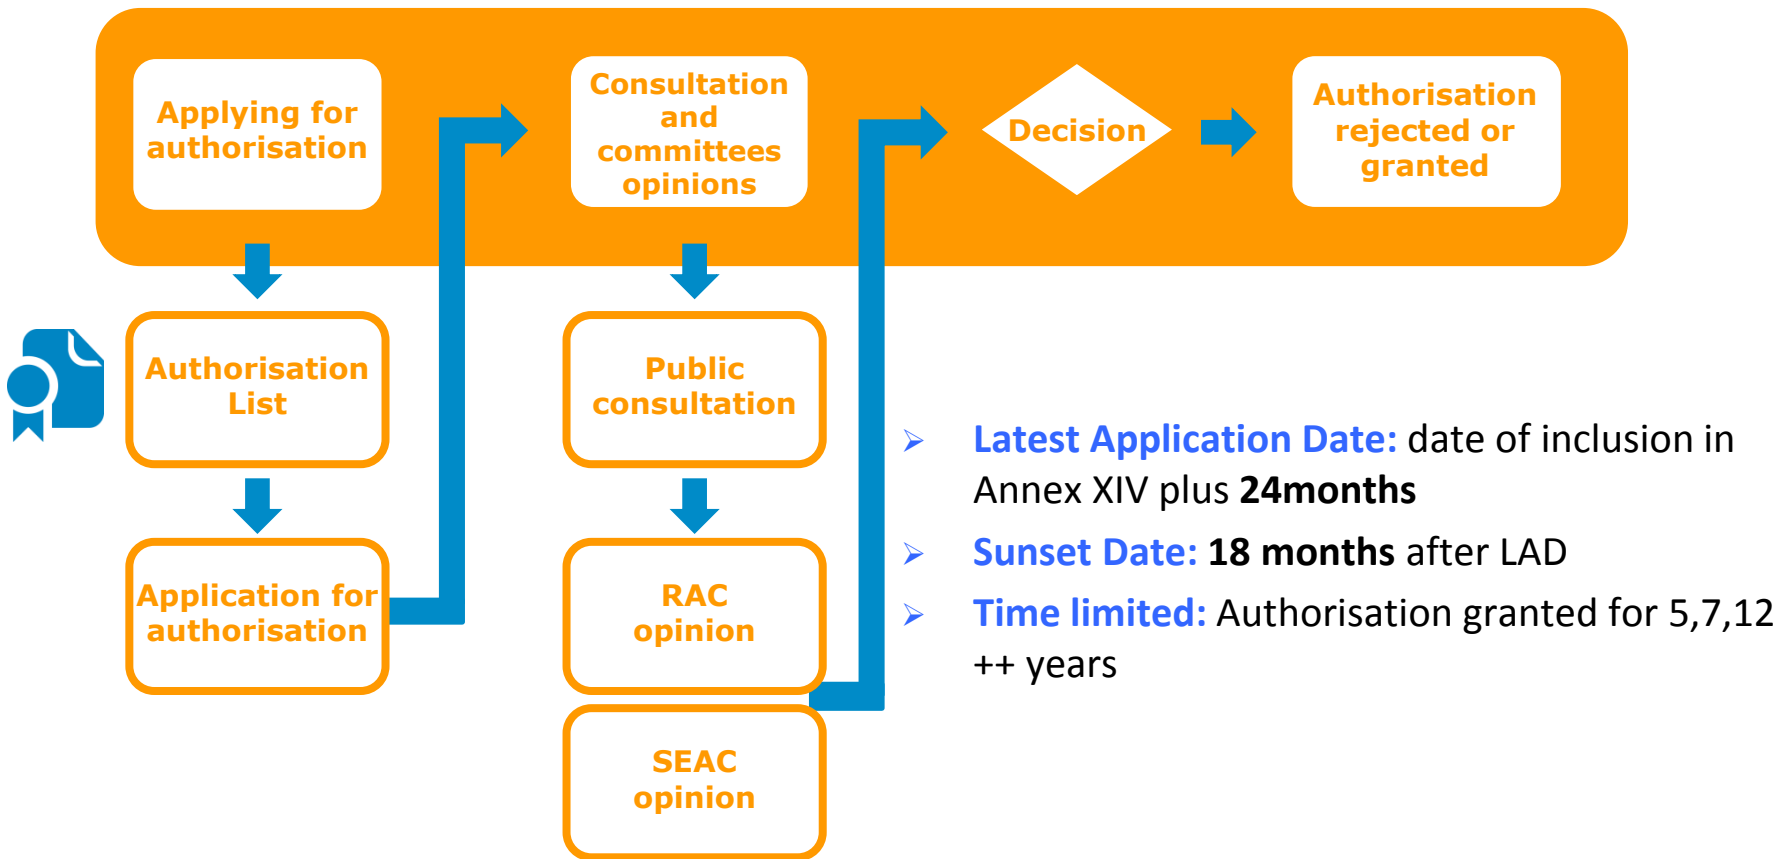 Applying for
authorisation
Consultation
and
committees
opinions
Decision
Authorisation
rejected or
granted
Authorisation
List
Application for
authorisation
Public
consultation
RAC
opinion
SEAC
opinion
➢ Latest Application Date: date of inclusion in
Annex XIV plus 24months
➢ Sunset Date: 18 months after LAD
➢ Time limited: Authorisation granted for 5,7,12
++ years